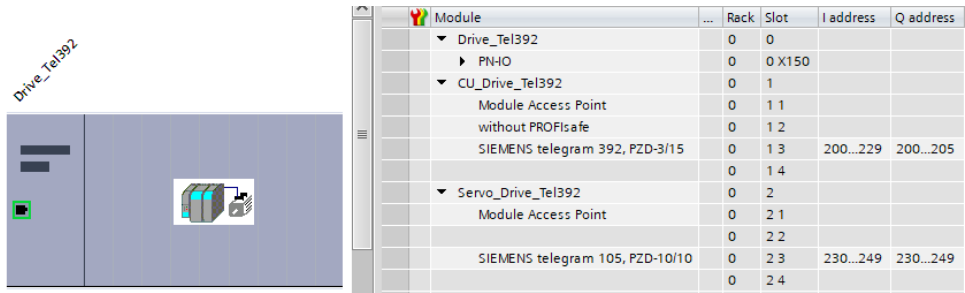 Drive_Tel392
Module ... Rack Slot I address Q address
Drive_Tel392 0 0
PN-IO 0 0 X150
CU_Drive_Tel392 0 1
Module Access Point 0 1 1
without PROFIsafe 0 1 2
SIEMENS telegram 392, PZD-3/15 0 1 3 200...229 200...205
0 1 4
Servo_Drive_Tel392 0 2
Module Access Point 0 2 1
0 2 2
SIEMENS telegram 105, PZD-10/10 0 2 3 230...249 230...249
0 2 4